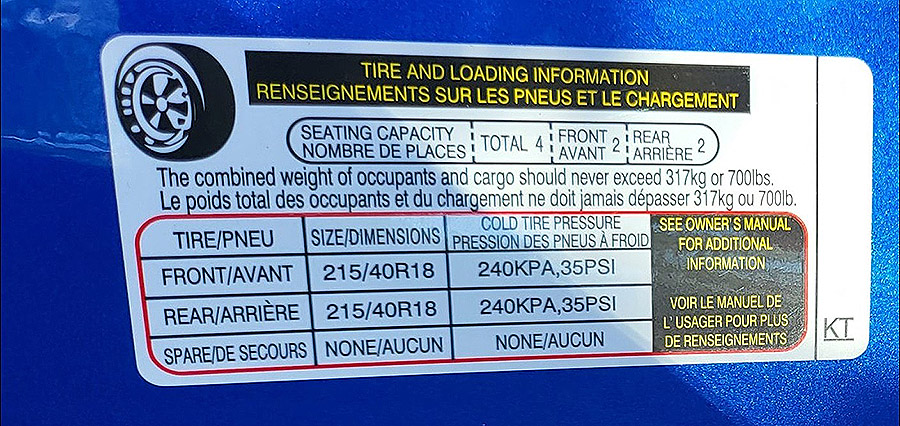 TIRE AND LOADING INFORMATION
RENSEIGNEMENTS SUR LES PNEUS ET LE CHARGEMENT
SEATING CAPACITY
NOMBRE DE PLACES
TOTAL 4
FRONT
AVANT 2
REAR
ARRIÈRE 2
The combined weight of occupants and cargo should never exceed 317kg or 700lbs.
Le poids total des occupants et du chargement ne doit jamais dépasser 317kg ou 700lb.
TIRE/PNEU
SIZE/DIMENSIONS
COLD TIRE PRESSURE
PRESSION DES PNEUS À FROID
FRONT/AVANT
215/40R18
240KPA,35PSI
REAR/ARRIÈRE
215/40R18
240KPA,35PSI
SPARE/DE SECOURS
NONE/AUCUN
NONE/AUCUN
SEE OWNER'S MANUAL
FOR ADDITIONAL
INFORMATION
VOIR LE MANUEL DE
L' USAGER POUR PLUS
DE RENSEIGNEMENTS
KT